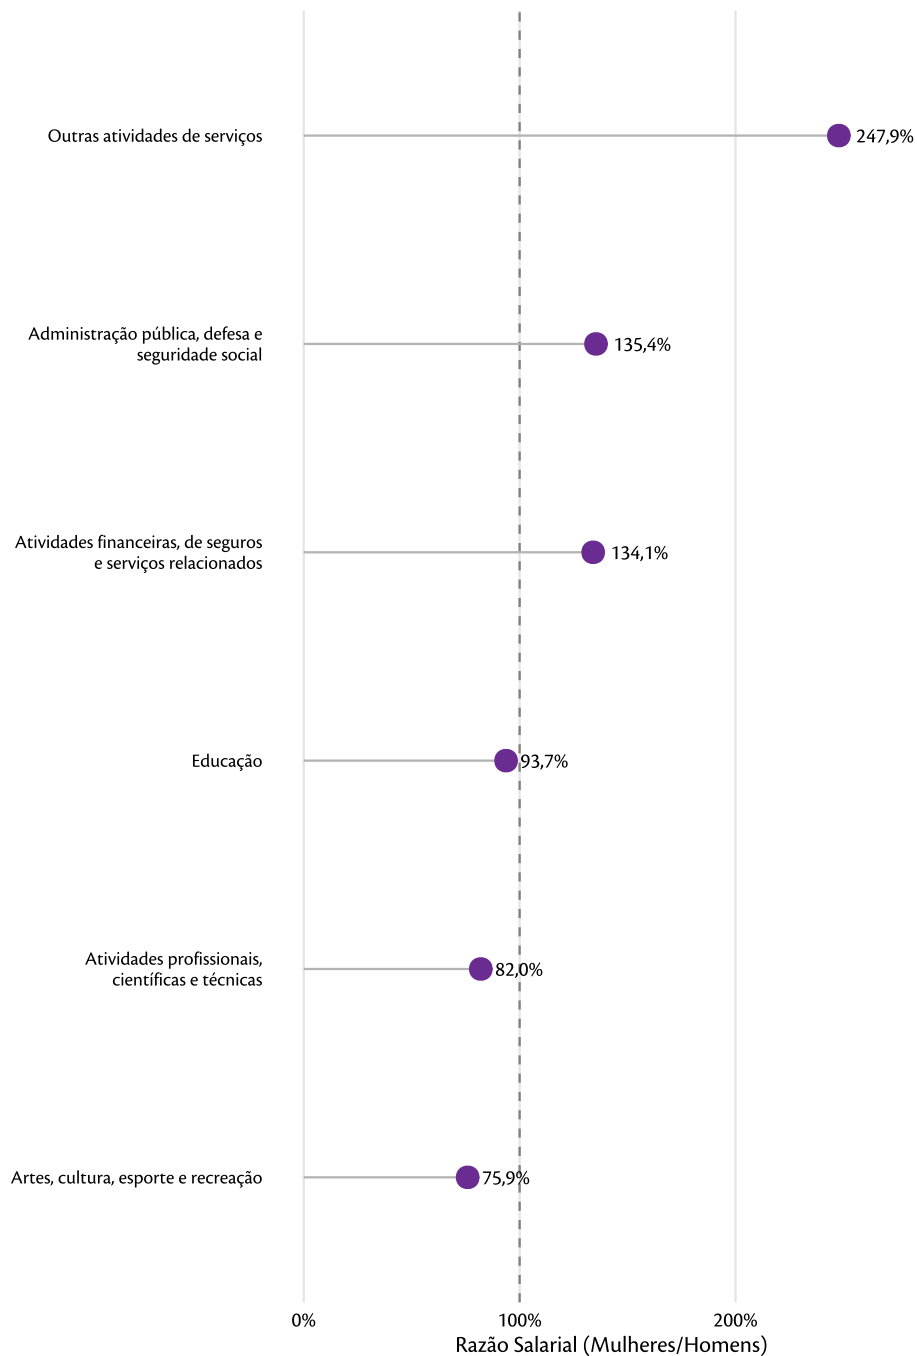 Outras atividades de serviços
247,9%
Administração pública, defesa e
seguridade social
135,4%
Atividades financeiras, de seguros
e serviços relacionados
134,1%
Educação
93,7%
Atividades profissionais,
científicas e técnicas
82,0%
Artes, cultura, esporte e recreação
75,9%
0%
100%
200%
Razão Salarial (Mulheres/Homens)